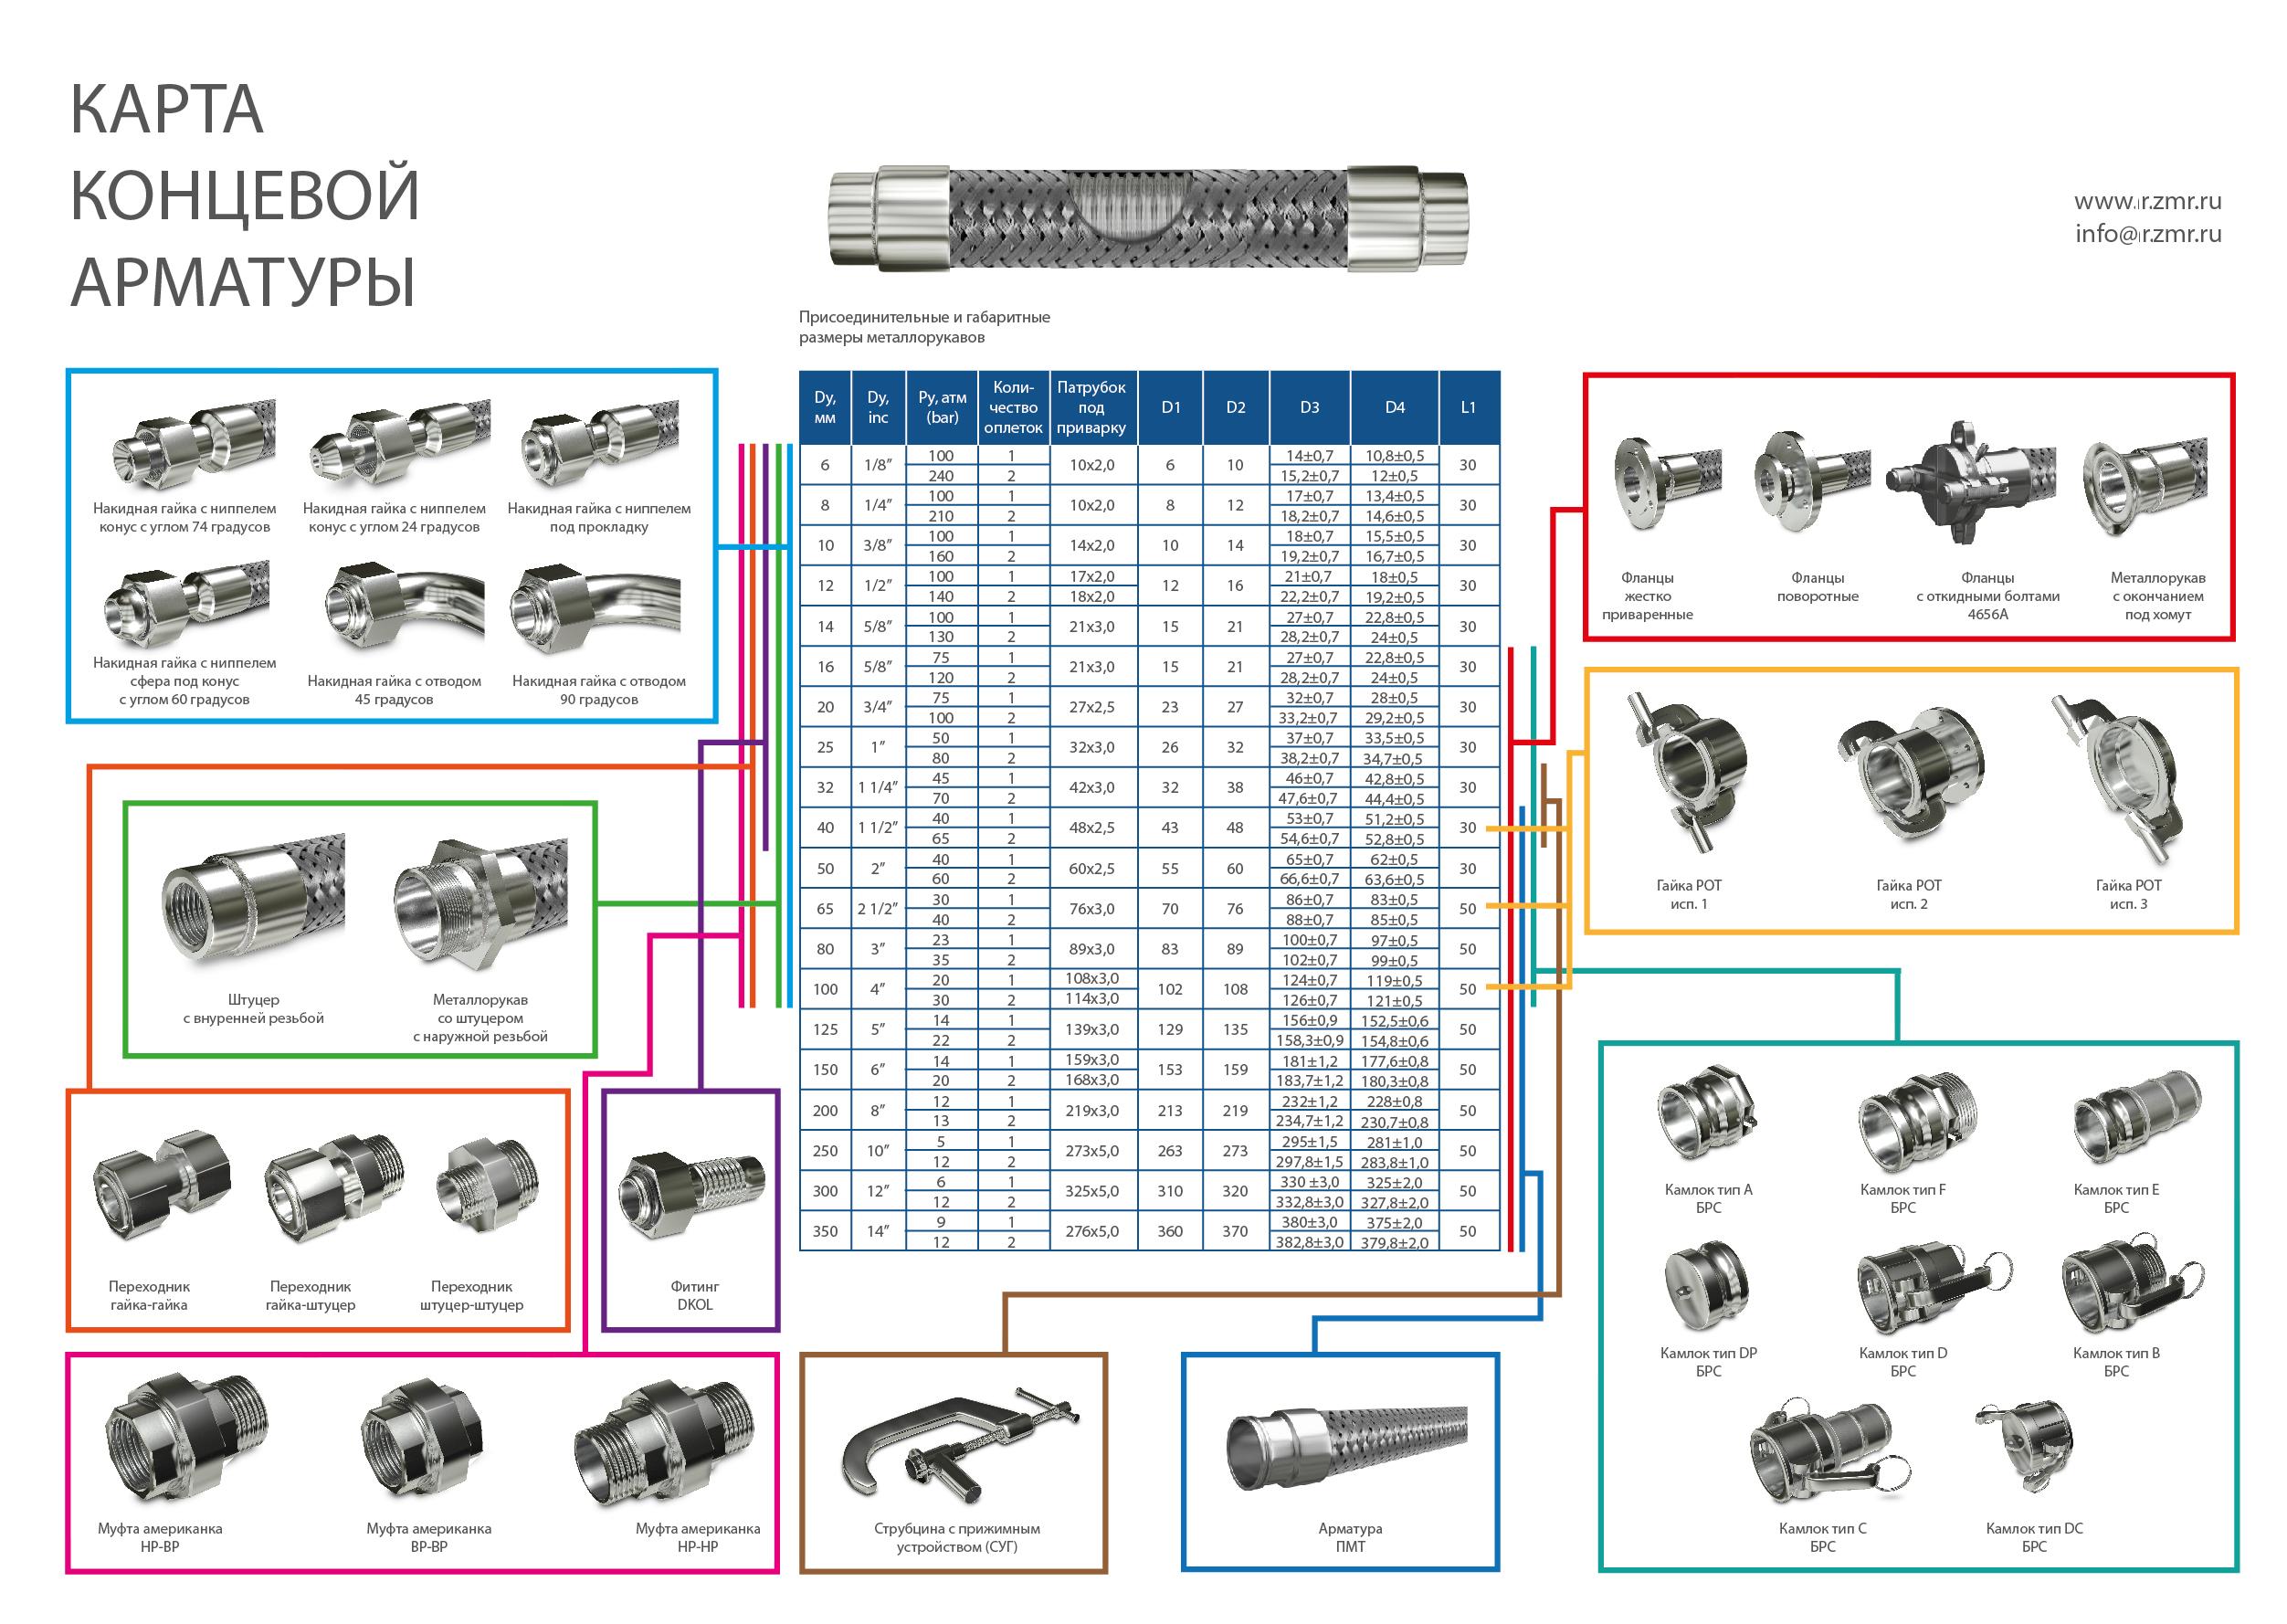 КАРТА
КОНЦЕВОЙ
АРМАТУРЫ
www.r.zmr.ru
info@r.zmr.ru
Присоединительные и габаритные
размеры металлорукавов
Накидная гайка с ниппелем
конус с углом 74 градусов
Накидная гайка с ниппелем
конус с углом 24 градусов
Накидная гайка с ниппелем
под прокладку
Накидная гайка с ниппелем
сфера под конус
с углом 60 градусов
Накидная гайка с отводом
45 градусов
Накидная гайка с отводом
90 градусов
Штуцер
с внуренней резьбой
Металлорукав
со штуцером
с наружной резьбой
Переходник
гайка-гайка
Переходник
гайка-штуцер
Переходник
штуцер-штуцер
Фитинг
DKOL
Муфта американка
НР-ВР
Муфта американка
ВР-ВР
Муфта американка
НР-НР
Dy, мм Dy, inc Py, атм (bar) Коли-чество оплеток Патрубок под приварку D1 D2 D3 D4 L1
6 1/8” 100 1 10x2,0 6 10 14±0,7 10,8±0,5 30
240 2 15,2±0,7 12±0,5
8 1/4” 100 1 10x2,0 8 12 17±0,7 13,4±0,5 30
210 2 18,2±0,7 14,6±0,5
10 3/8” 100 1 14x2,0 10 14 18±0,7 15,5±0,5 30
160 2 19,2±0,7 16,7±0,5
12 1/2” 100 1 17x2,0 12 16 21±0,7 18±0,5 30
140 2 18x2,0 22,2±0,7 19,2±0,5
14 5/8” 100 1 21x3,0 15 21 27±0,7 22,8±0,5 30
130 2 28,2±0,7 24±0,5
16 5/8” 75 1 21x3,0 15 21 27±0,7 22,8±0,5 30
120 2 28,2±0,7 24±0,5
20 3/4” 75 1 27x2,5 23 27 32±0,7 28±0,5 30
100 2 33,2±0,7 29,2±0,5
25 1” 50 1 32x3,0 26 32 37±0,7 33,5±0,5 30
80 2 38,2±0,7 34,7±0,5
32 1 1/4” 45 1 42x3,0 32 38 46±0,7 42,8±0,5 30
70 2 47,6±0,7 44,4±0,5
40 1 1/2” 40 1 48x2,5 43 48 53±0,7 51,2±0,5 30
65 2 54,6±0,7 52,8±0,5
50 2” 40 1 60x2,5 55 60 65±0,7 62±0,5 30
60 2 66,6±0,7 63,6±0,5
65 2 1/2” 30 1 76x3,0 70 76 86±0,7 83±0,5 50
40 2 88±0,7 85±0,5
80 3” 23 1 89x3,0 83 89 100±0,7 97±0,5 50
35 2 102±0,7 99±0,5
100 4” 20 1 108x3,0 102 108 124±0,7 119±0,5 50
30 2 114x3,0 126±0,7 121±0,5
125 5” 14 1 139x3,0 129 135 156±0,9 152,5±0,6 50
22 2 158,3±0,9 154,8±0,6
150 6” 14 1 159x3,0 153 159 181±1,2 177,6±0,8 50
20 2 168x3,0 183,7±1,2 180,3±0,8
200 8” 12 1 219x3,0 213 219 232±1,2 228±0,8 50
13 2 234,7±1,2 230,7±0,8
250 10” 5 1 273x5,0 263 273 295±1,5 281±1,0 50
12 2 297,8±1,5 283,8±1,0
300 12” 6 1 325x5,0 310 320 330 ±3,0 325±2,0 50
12 2 332,8±3,0 327,8±2,0
350 14” 9 1 276x5,0 360 370 380±3,0 375±2,0 50
12 2 382,8±3,0 379,8±2,0
Струбцина с прижимным
устройством (СУГ)
Арматура
ПМТ
Фланцы
жестко
приваренные
Фланцы
поворотные
Фланцы
с откидными болтами
4656А
Металлорукав
с окончанием
под хомут
Гайка РОТ
исп. 1
Гайка РОТ
исп. 2
Гайка РОТ
исп. 3
Камлок тип A
БРС
Камлок тип F
БРС
Камлок тип E
БРС
Камлок тип DP
БРС
Камлок тип D
БРС
Камлок тип B
БРС
Камлок тип C
БРС
Камлок тип DC
БРС